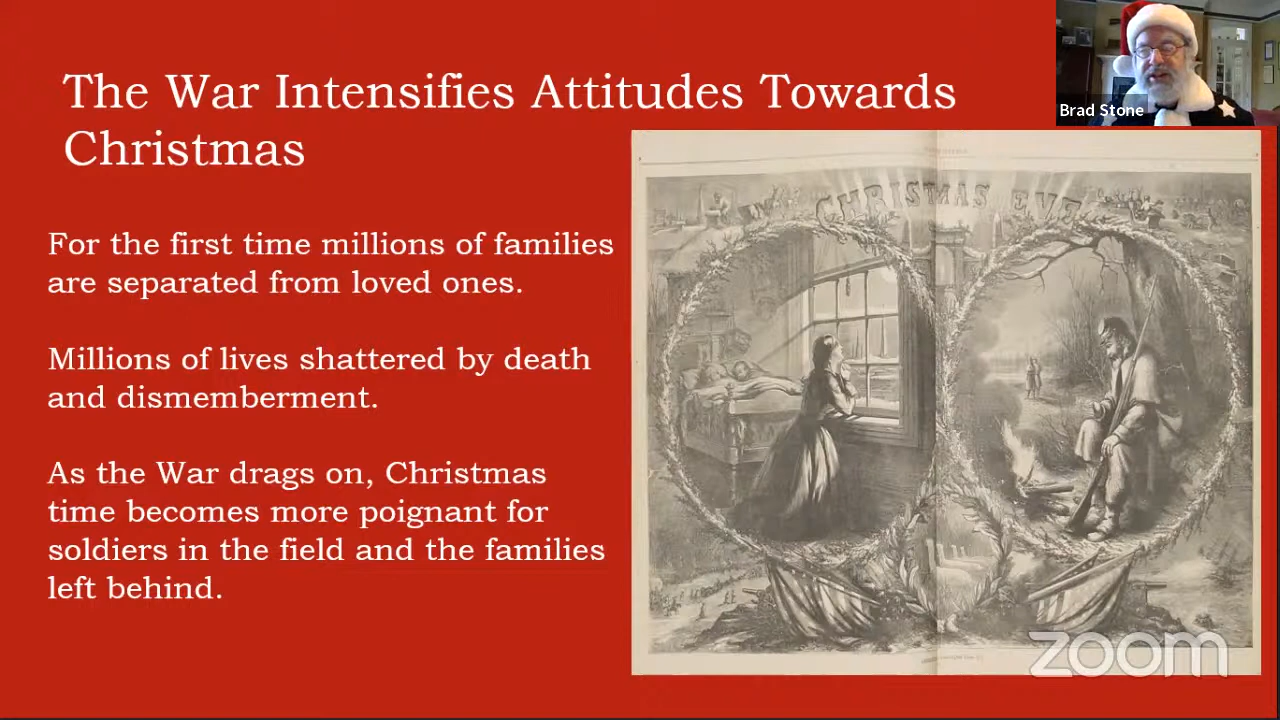 The War Intensifies Attitudes Towards
Christmas
Brad Stone
For the first time millions of families
are separated from loved ones.
Millions of lives shattered by death
and dismemberment.
As the War drags on, Christmas
time becomes more poignant for
soldiers in the field and the families
left behind.
CHRISTMAS EVE
zoom